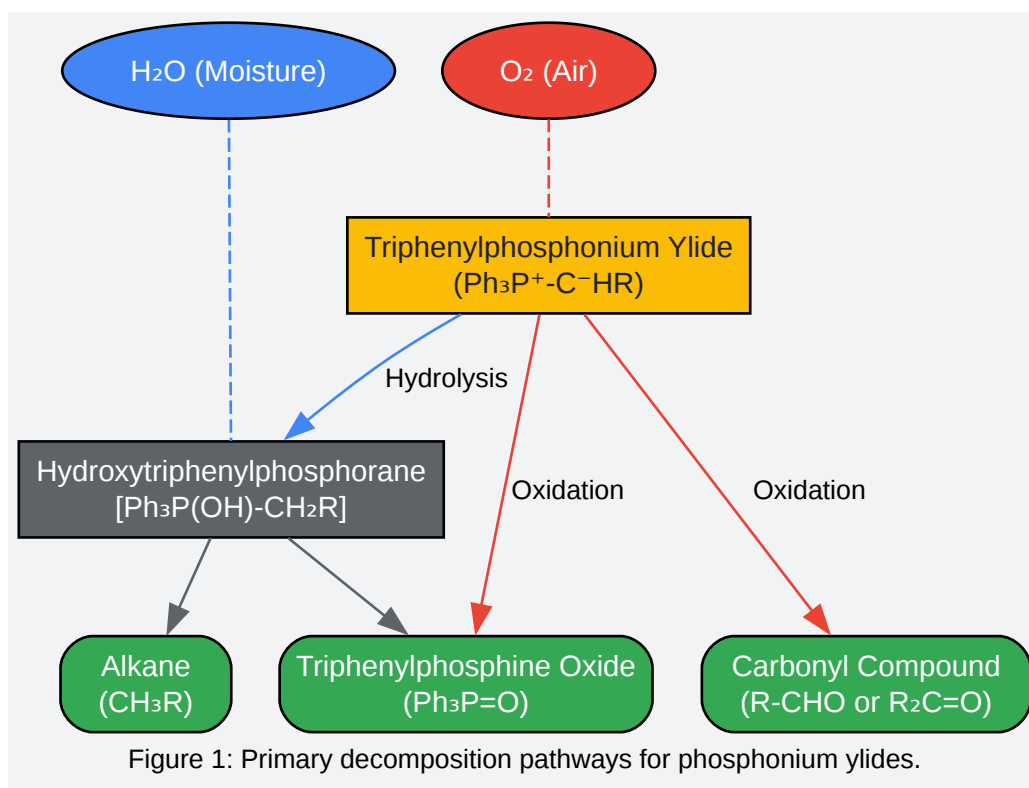 H₂O (Moisture)
O₂ (Air)
Triphenylphosphonium Ylide
(Ph₃P⁺-C⁻HR)
Hydrolysis
Hydroxytriphenylphosphorane
[Ph₃P(OH)-CH₂R]
Oxidation
Oxidation
Alkane
(CH₃R)
Triphenylphosphine Oxide
(Ph₃P=O)
Carbonyl Compound
(R-CHO or R₂C=O)
Figure 1: Primary decomposition pathways for phosphonium ylides.